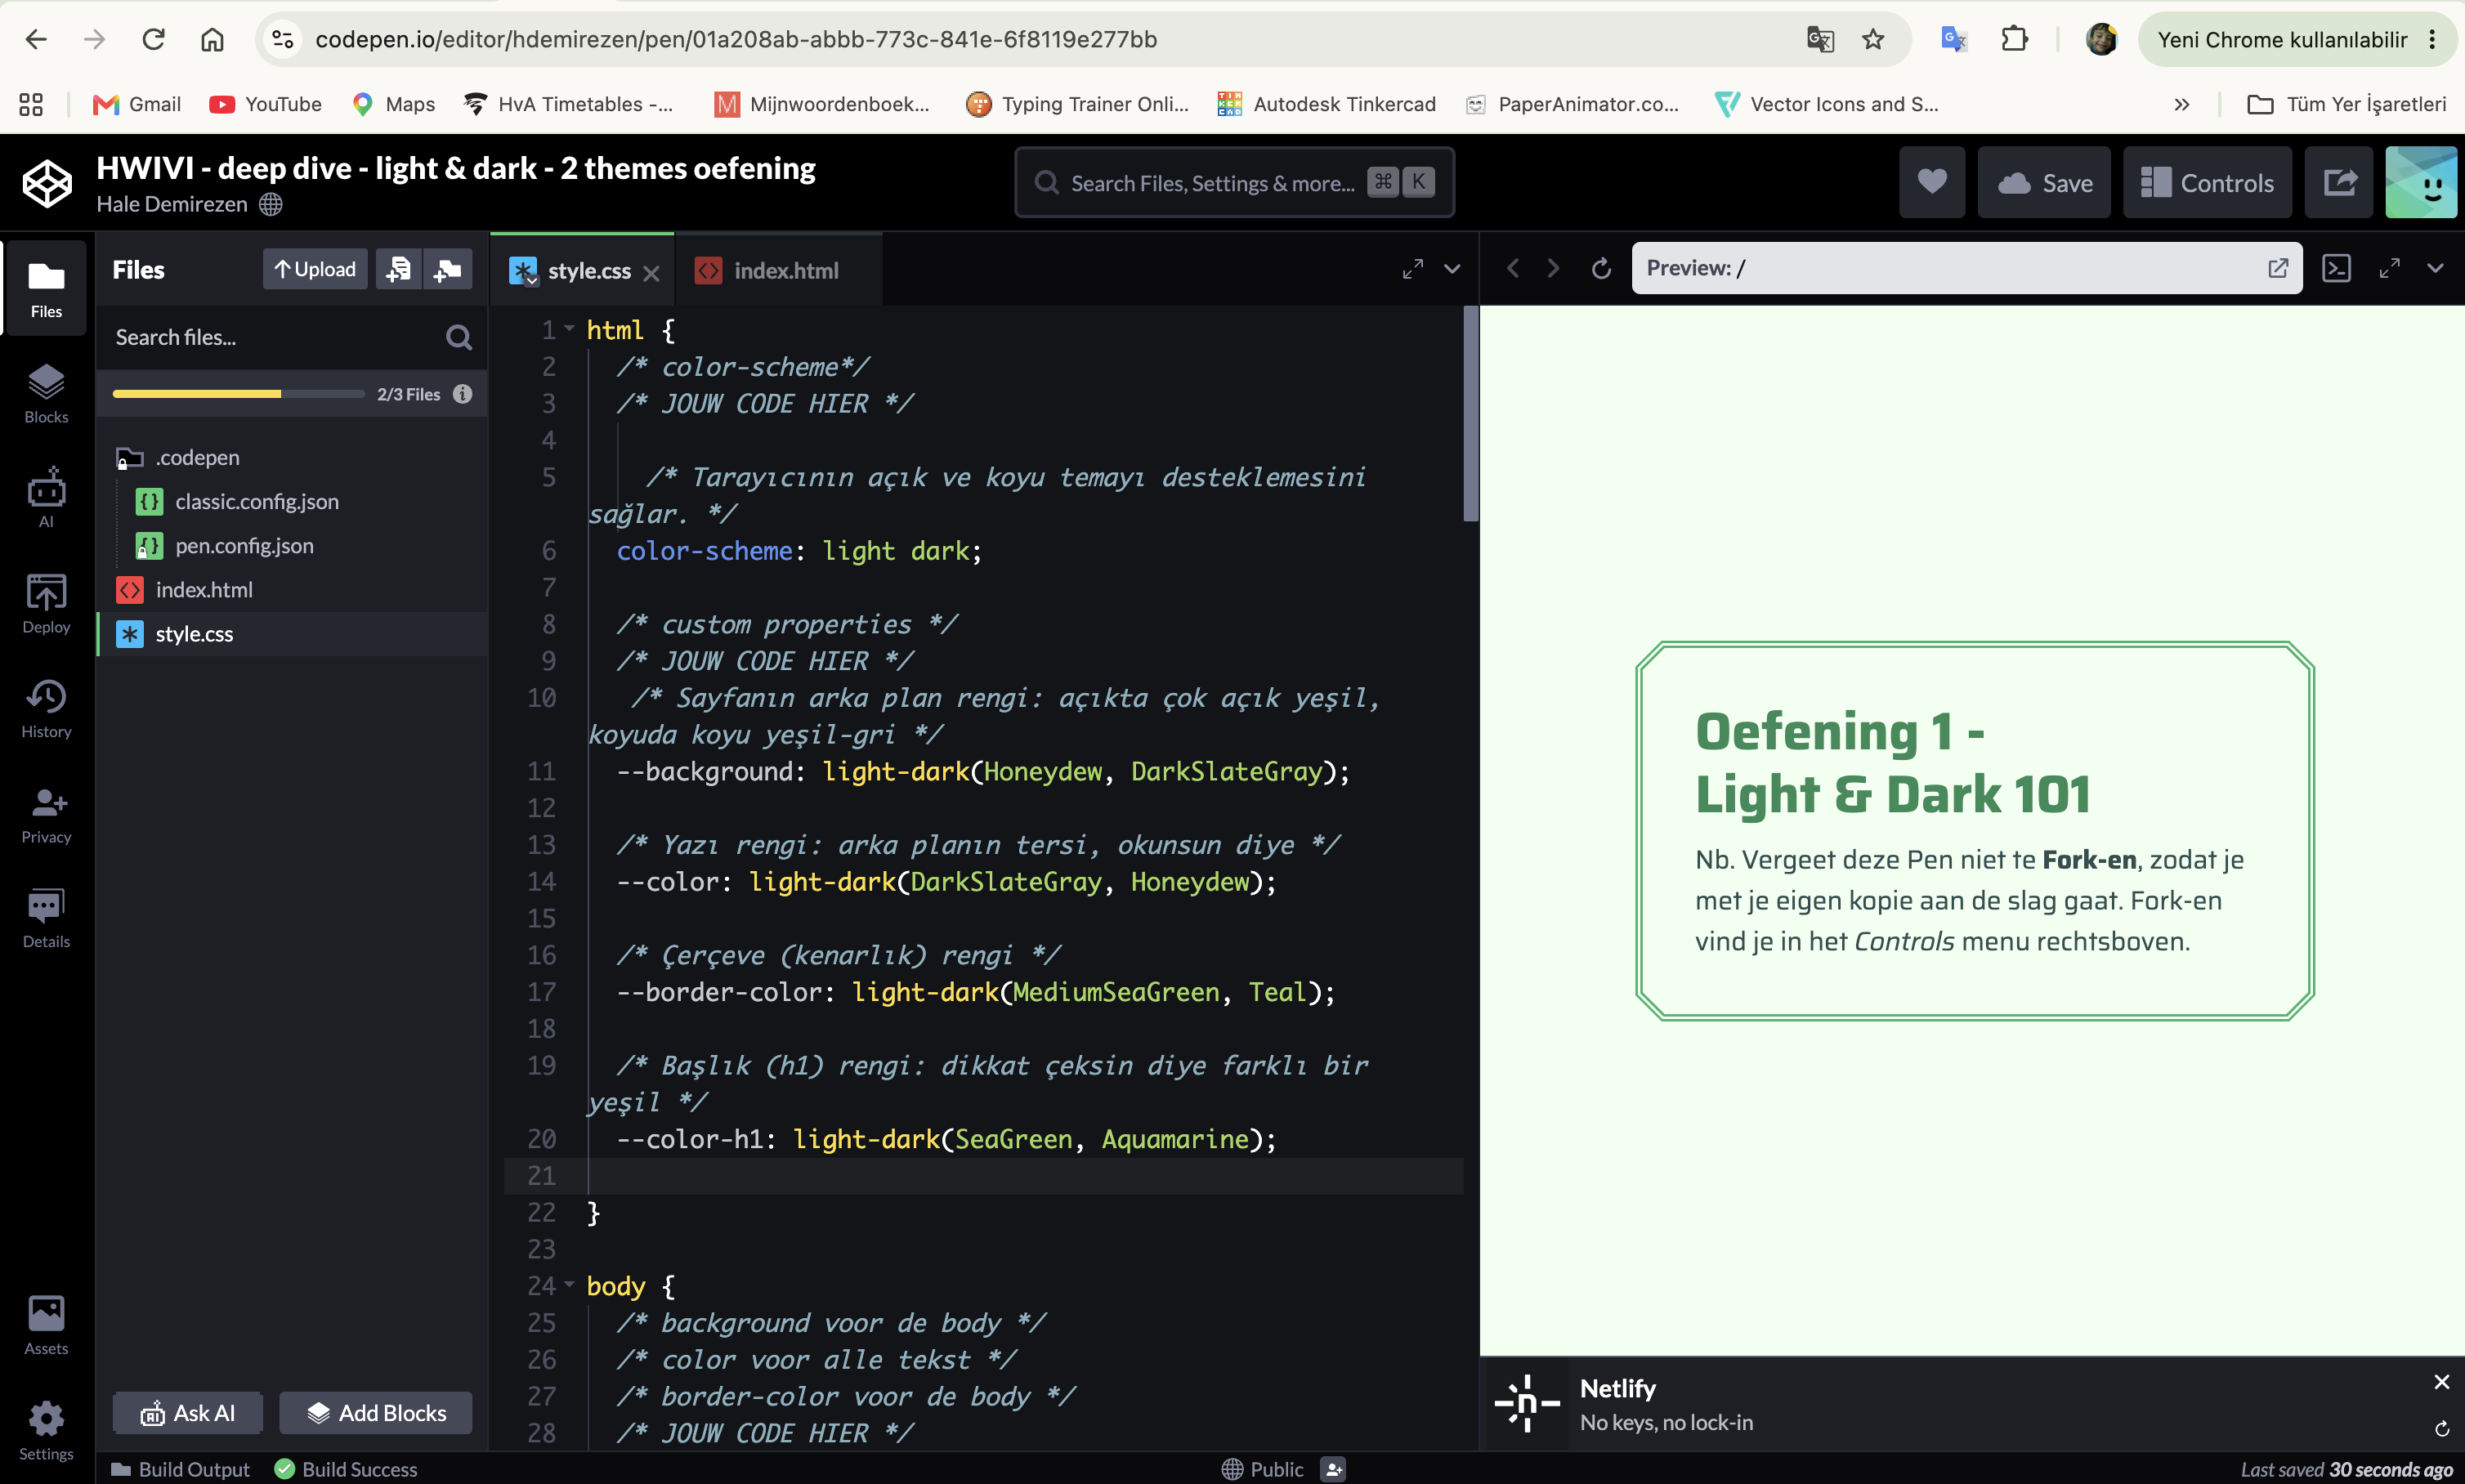 codepen.io/editor/hdemirezen/pen/01a208ab-abbb-773c-841e-6f8119e277bb
Yeni Chrome kullanılabilir
Gmail
YouTube
Maps
HvA Timetables -...
Mijnwoordenboek...
Typing Trainer Onli...
Autodesk Tinkercad
PaperAnimator.co...
Vector Icons and S...
»
Tüm Yer İşaretleri
HWIVI - deep dive - light & dark - 2 themes oefening
Hale Demirezen
Search Files, Settings & more... ⌘ K
Save
Controls
Files
Blocks
AI
Deploy
History
Privacy
Details
Assets
Settings
Files
Upload
Search files...
2/3 Files
.codepen
classic.config.json
pen.config.json
index.html
style.css
Ask AI
Add Blocks
style.css
index.html
1 html {
2 /* color-scheme*/
3 /* JOUW CODE HIER */
4
5 /* Tarayıcının açık ve koyu temayı desteklemesini
sağlar. */
6 color-scheme: light dark;
7
8 /* custom properties */
9 /* JOUW CODE HIER */
10 /* Sayfanın arka plan rengi: açıkta çok açık yeşil,
koyuda koyu yeşil-gri */
11 --background: light-dark(Honeydew, DarkSlateGray);
12
13 /* Yazı rengi: arka planın tersi, okunsun diye */
14 --color: light-dark(DarkSlateGray, Honeydew);
15
16 /* Çerçeve (kenarlık) rengi */
17 --border-color: light-dark(MediumSeaGreen, Teal);
18
19 /* Başlık (h1) rengi: dikkat çeksin diye farklı bir
yeşil */
20 --color-h1: light-dark(SeaGreen, Aquamarine);
21
22 }
23
24 body {
25 /* background voor de body */
26 /* color voor alle tekst */
27 /* border-color voor de body */
28 /* JOUW CODE HIER */
Preview: /
Oefening 1 -
Light & Dark 101
Nb. Vergeet deze Pen niet te Fork-en, zodat je
met je eigen kopie aan de slag gaat. Fork-en
vind je in het Controls menu rechtsboven.
Netlify
No keys, no lock-in
Build Output
Build Success
Public
Last saved 30 seconds ago